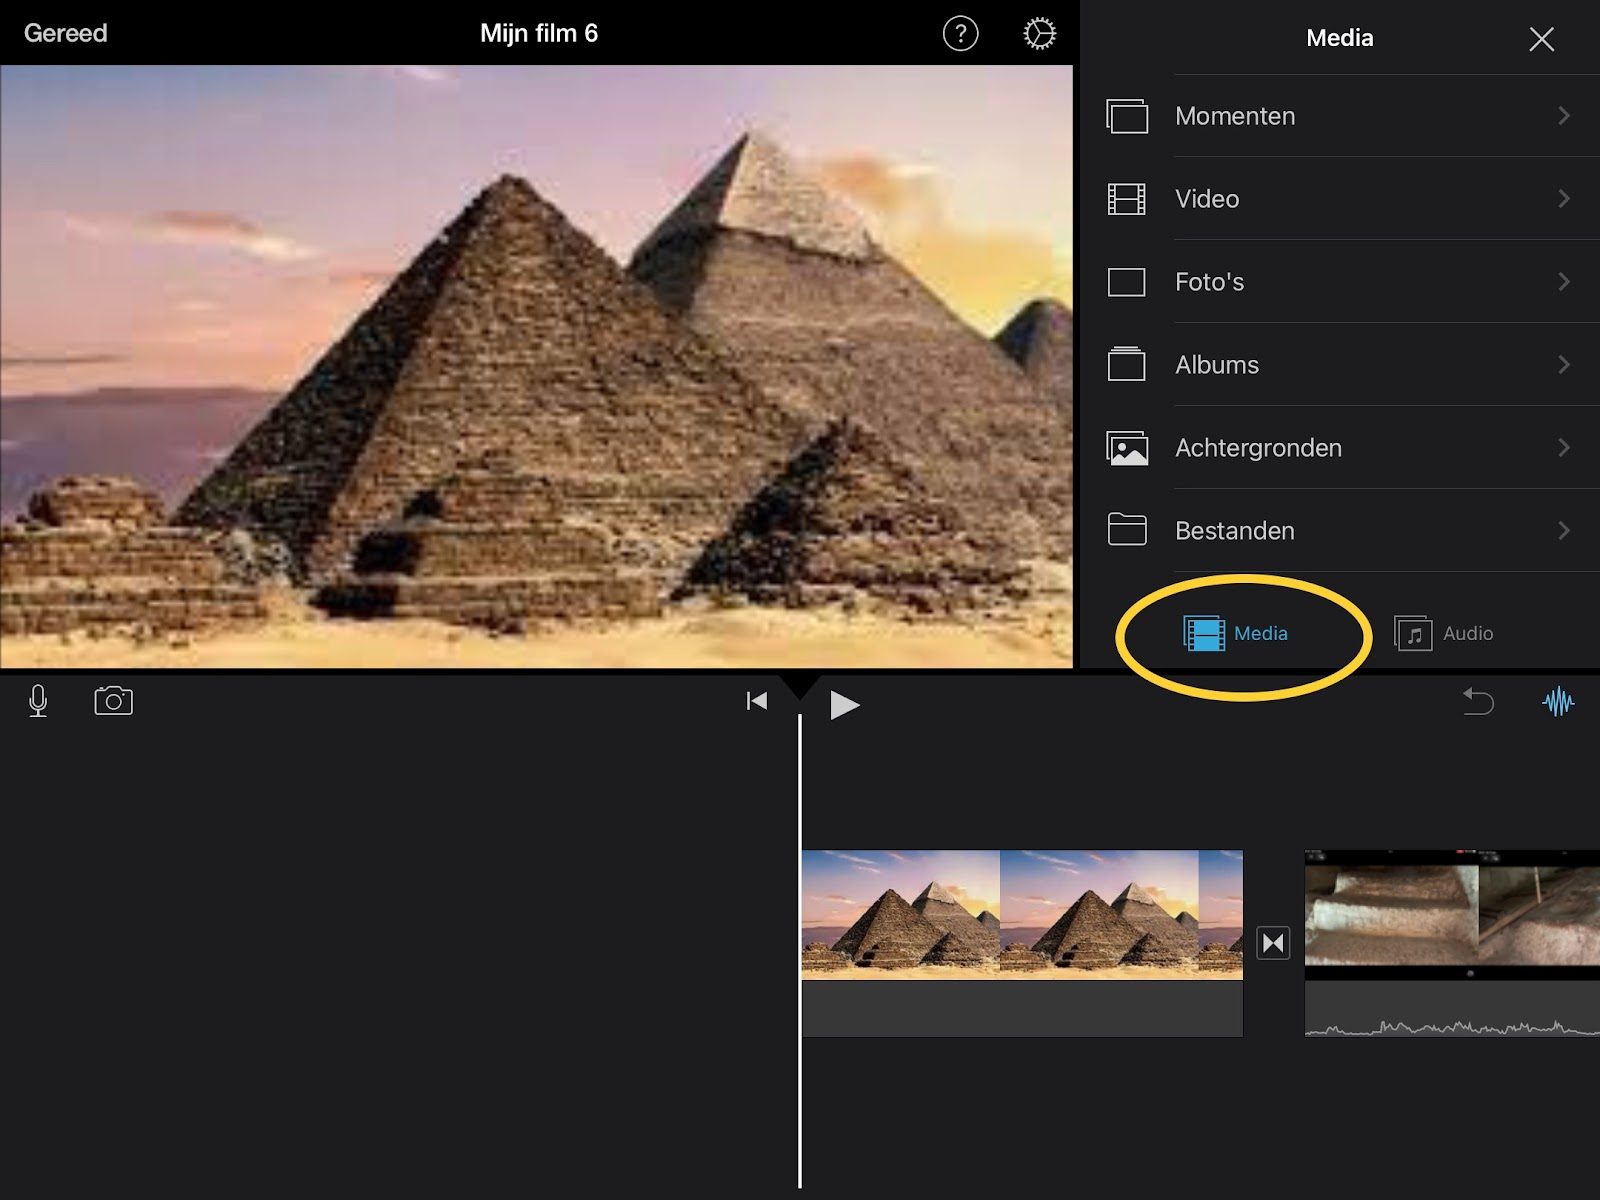 Gereed
Mijn film 6
?
Media
Momenten
Video
Foto's
Albums
Achtergronden
Bestanden
Media
Audio